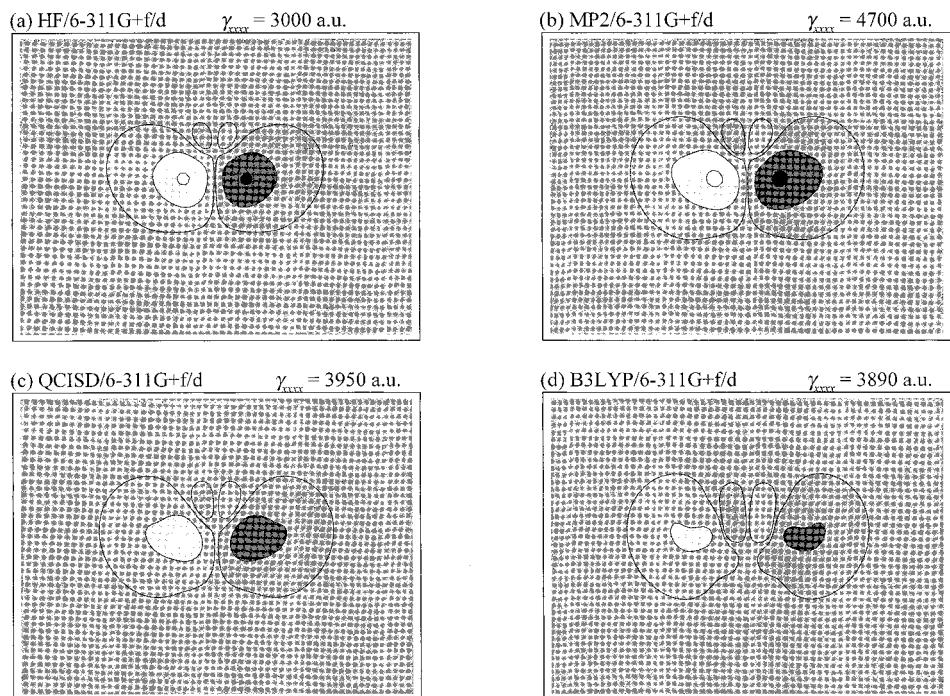 (a) HF/6-311G+f/d γxxxx = 3000 a.u.
(b) MP2/6-311G+f/d γxxxx = 4700 a.u.
(c) QCISD/6-311G+f/d γxxxx = 3950 a.u.
(d) B3LYP/6-311G+f/d γxxxx = 3890 a.u.